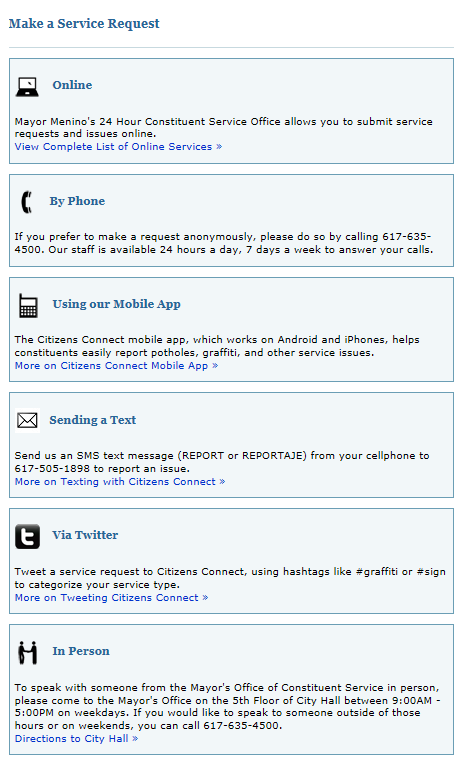 Make a Service Request
Online
Mayor Menino's 24 Hour Constituent Service Office allows you to submit service
requests and issues online.
View Complete List of Online Services »
By Phone
If you prefer to make a request anonymously, please do so by calling 617-635-
4500. Our staff is available 24 hours a day, 7 days a week to answer your calls.
Using our Mobile App
The Citizens Connect mobile app, which works on Android and iPhones, helps
constituents easily report potholes, graffiti, and other service issues.
More on Citizens Connect Mobile App »
Sending a Text
Send us an SMS text message (REPORT or REPORTAJE) from your cellphone to
617-505-1898 to report an issue.
More on Texting with Citizens Connect »
Via Twitter
Tweet a service request to Citizens Connect, using hashtags like #graffiti or #sign
to categorize your service type.
More on Tweeting Citizens Connect »
In Person
To speak with someone from the Mayor's Office of Constituent Service in person,
please come to the Mayor's Office on the 5th Floor of City Hall between 9:00AM -
5:00PM on weekdays. If you would like to speak to someone outside of those
hours or on weekends, you can call 617-635-4500.
Directions to City Hall »